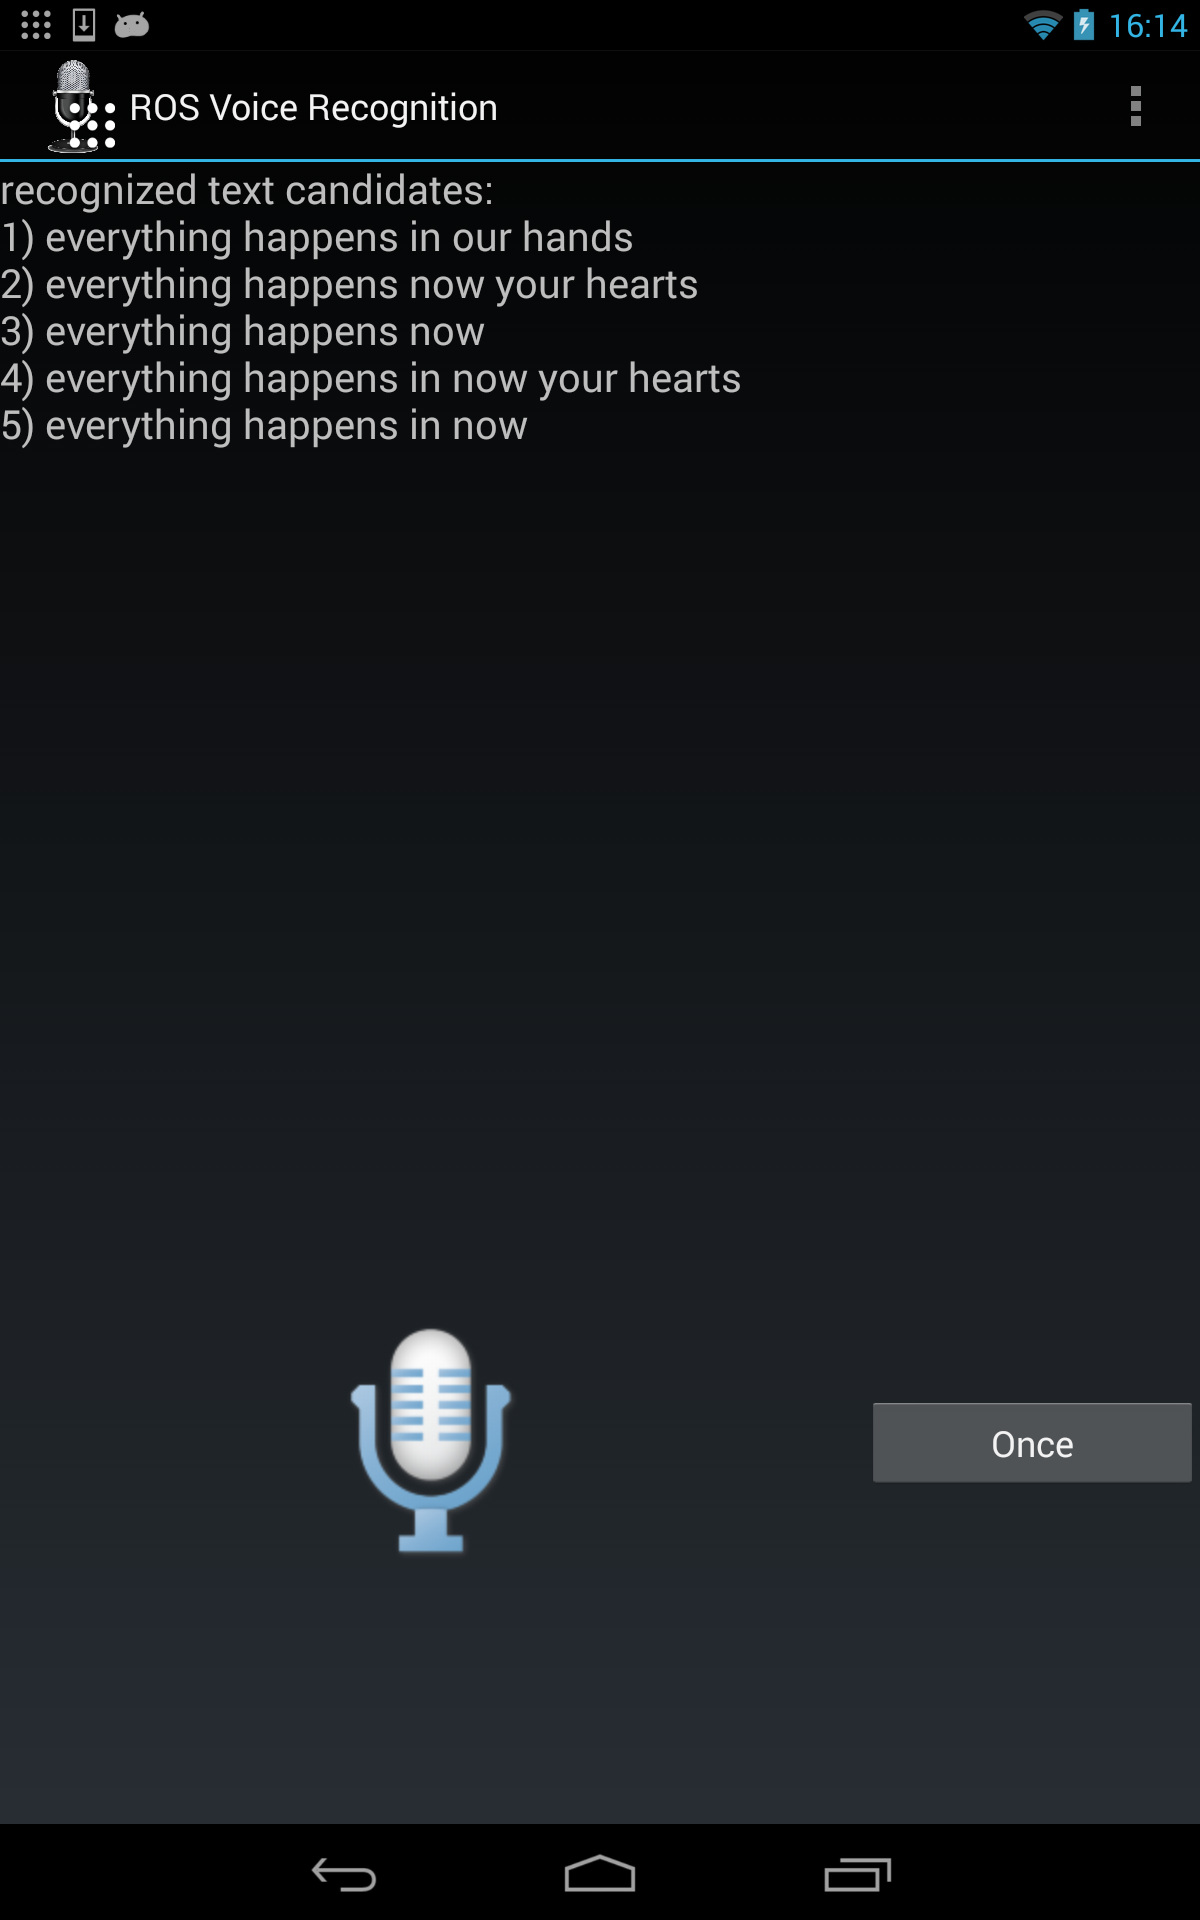 16:14
ROS Voice Recognition
recognized text candidates:
1) everything happens in our hands
2) everything happens now your hearts
3) everything happens now
4) everything happens in now your hearts
5) everything happens in now
Once